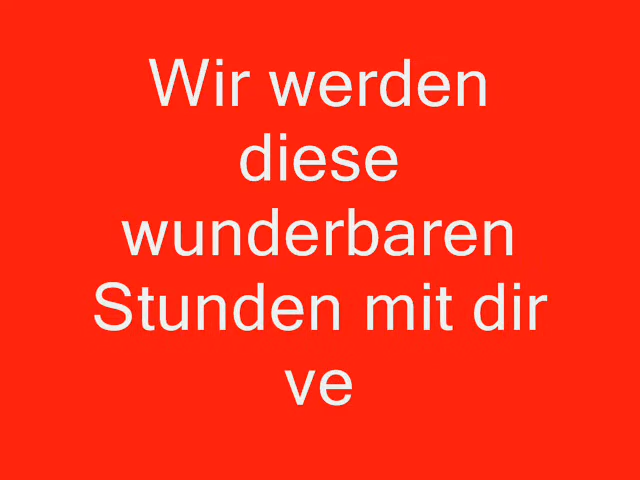 Wir werden
diese
wunderbaren
Stunden mit dir
ve